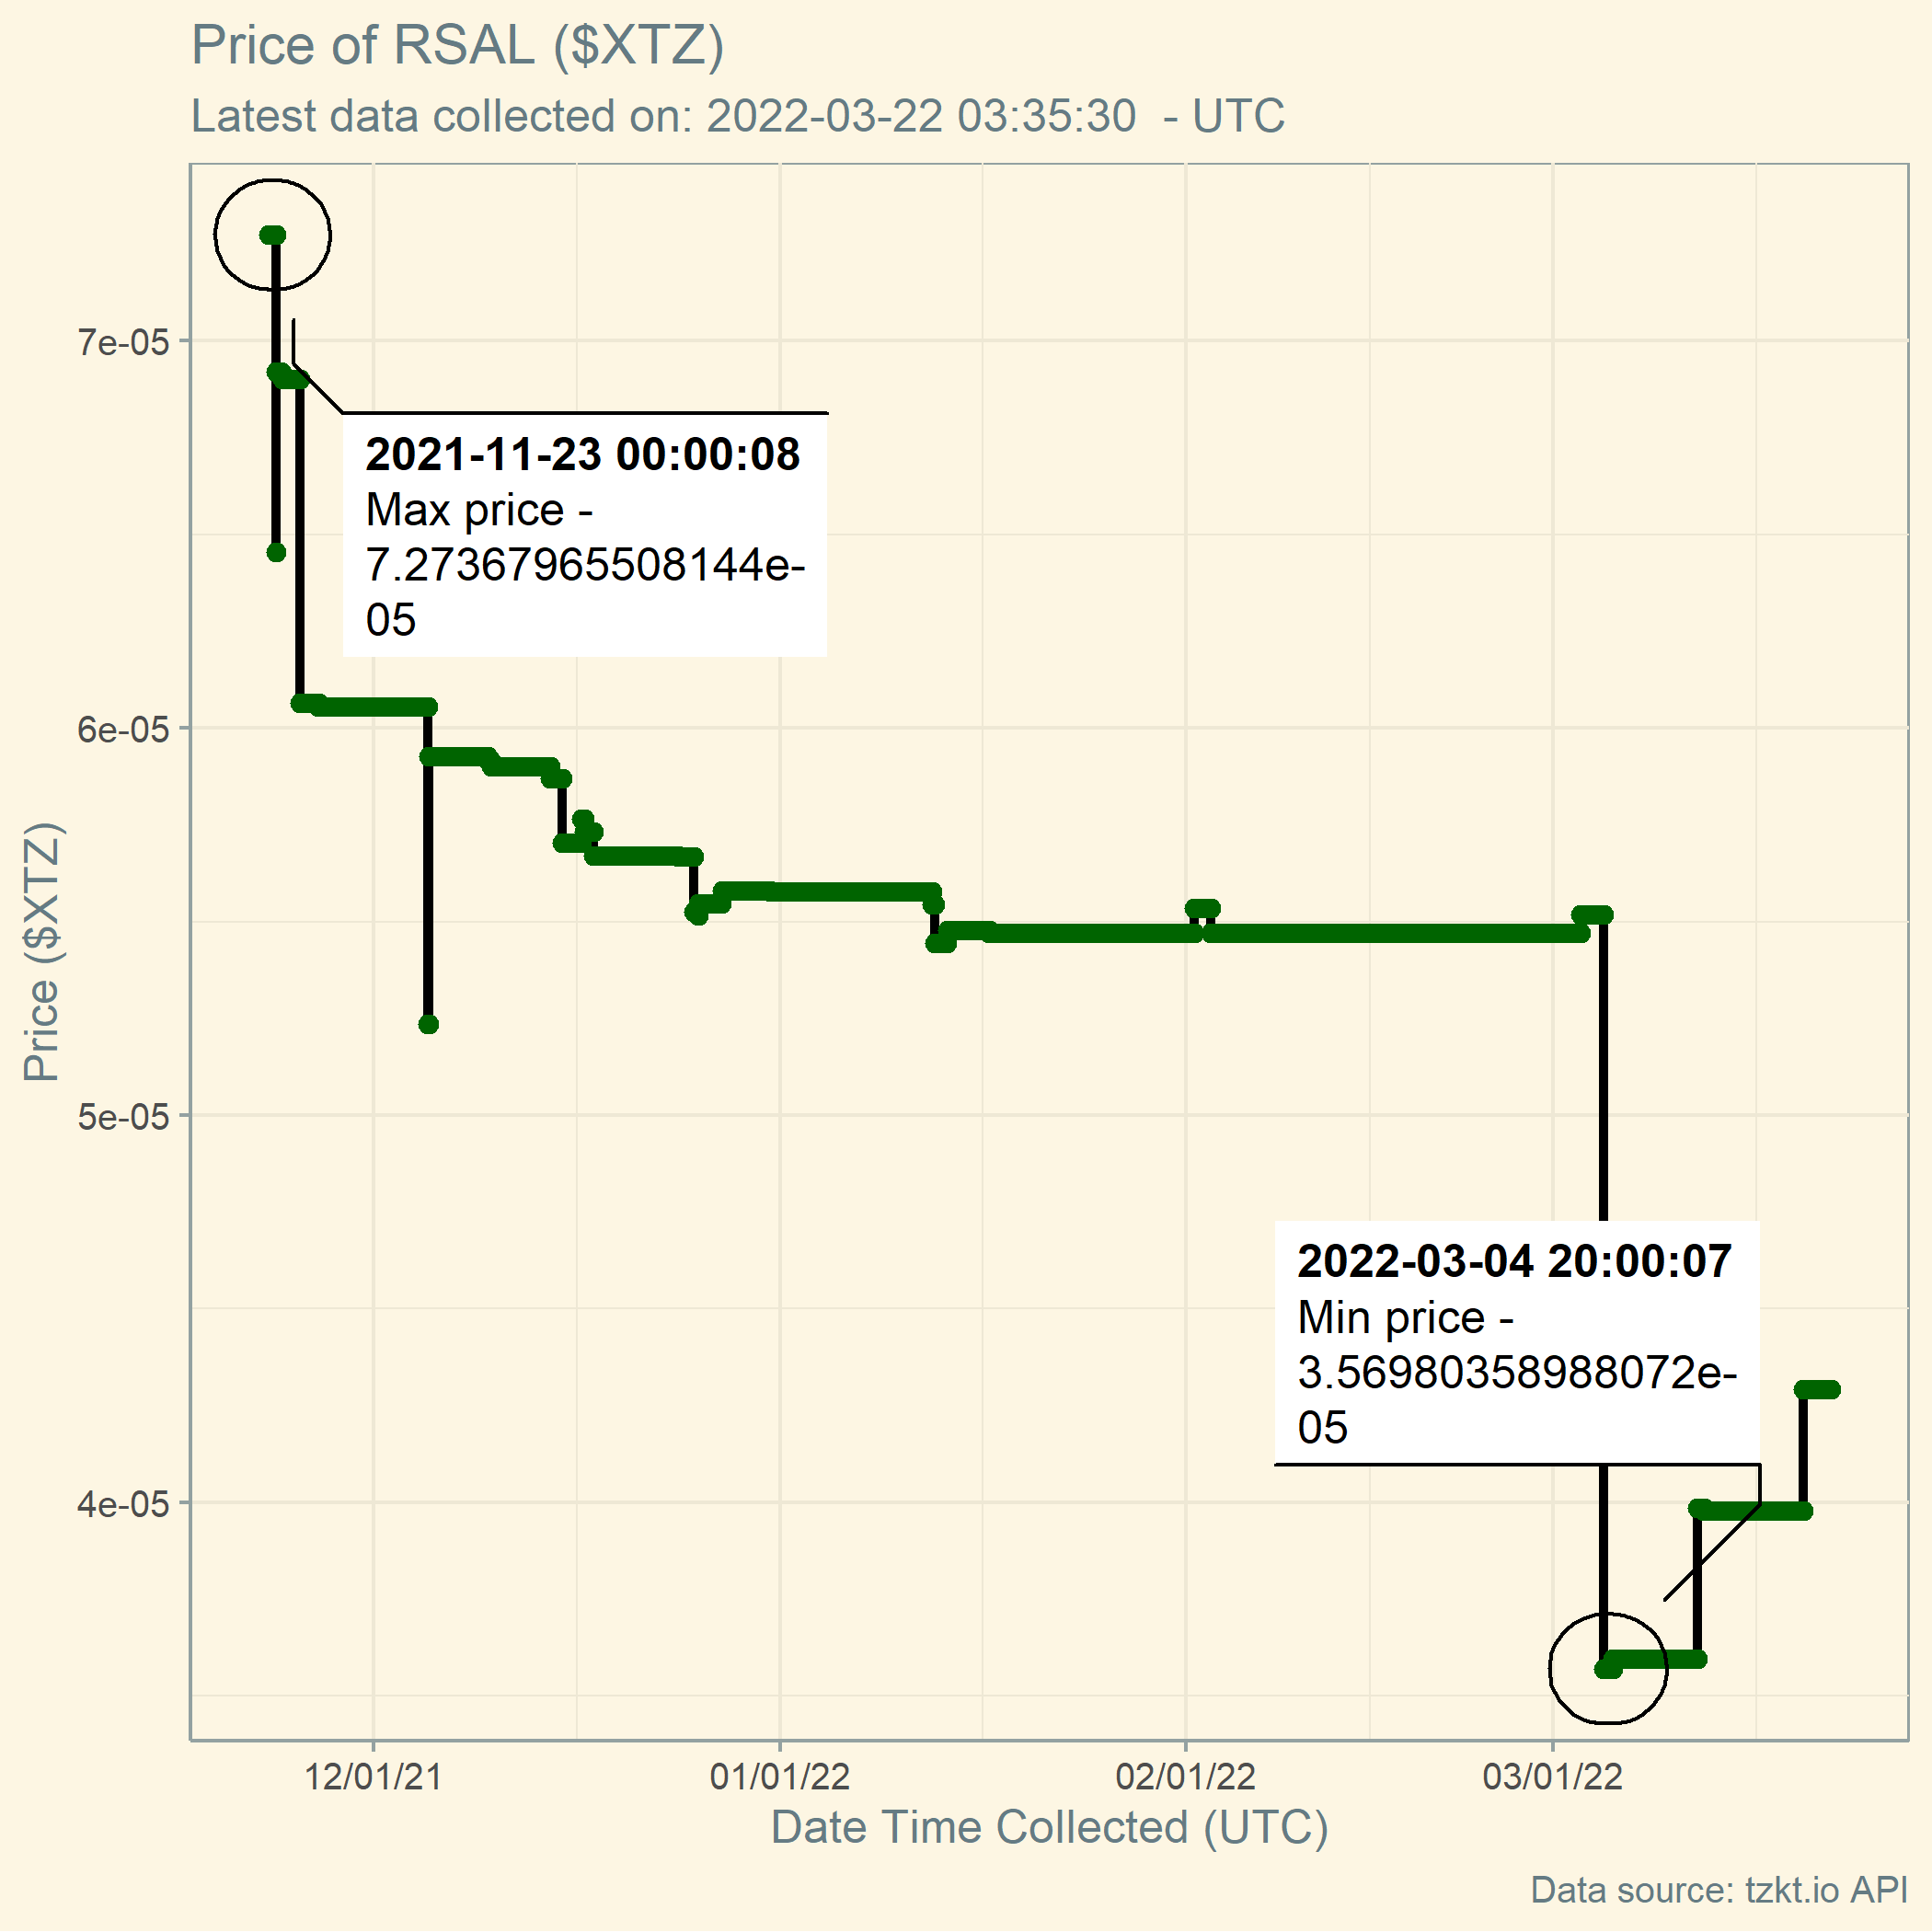 Price of RSAL ($XTZ)
Latest data collected on: 2022-03-22 03:35:30  - UTC
7e-05
6e-05
5e-05
4e-05
Price ($XTZ)
2021-11-23 00:00:08
Max price -
7.27367965508144e-
05
2022-03-04 20:00:07
Min price -
3.56980358988072e-
05
12/01/21
01/01/22
02/01/22
03/01/22
Date Time Collected (UTC)
Data source: tzkt.io API